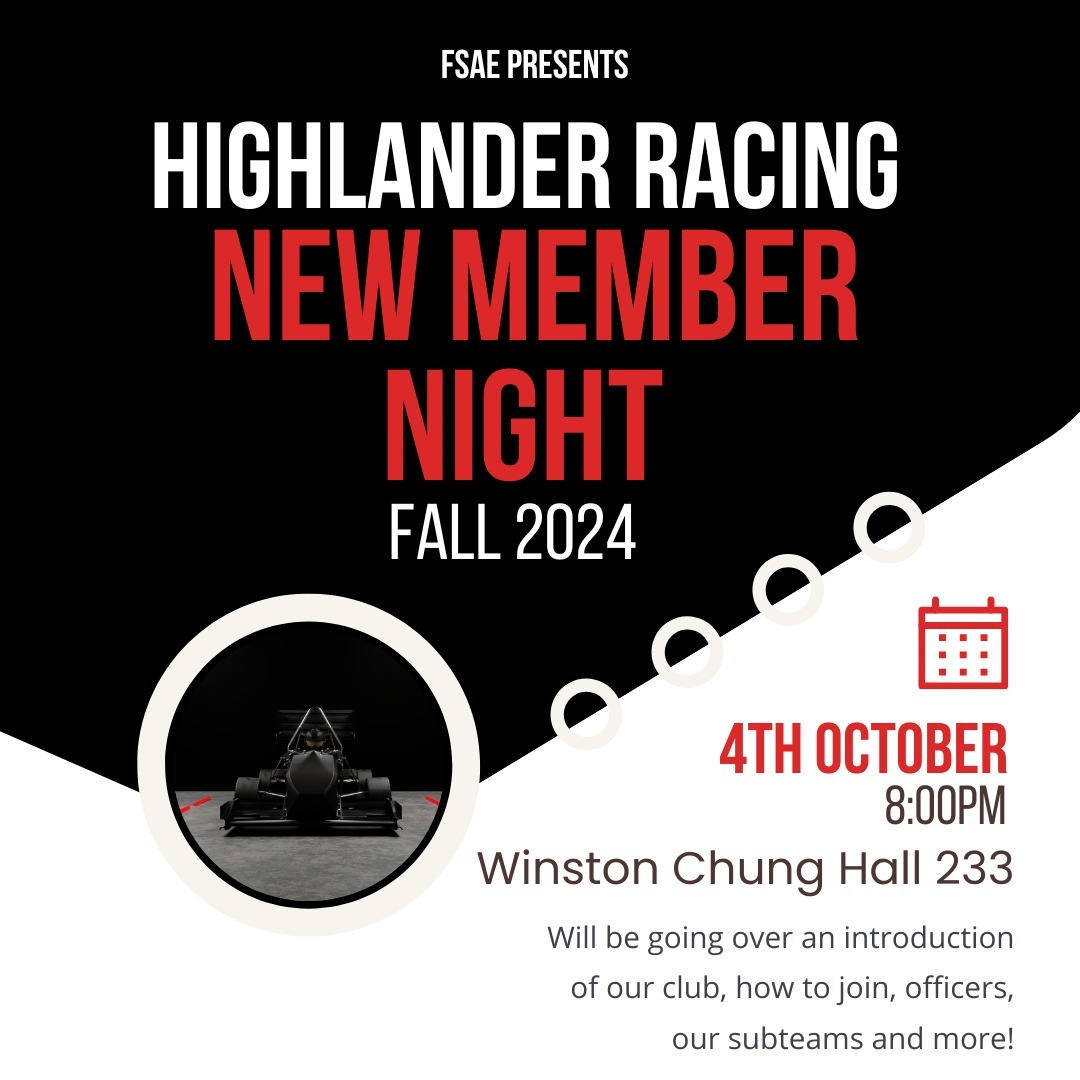 FSAE PRESENTS
HIGHLANDER RACING
NEW MEMBER
NIGHT
FALL 2024
4TH OCTOBER
8:00PM
Winston Chung Hall 233
Will be going over an introduction
of our club, how to join, officers,
our subteams and more!